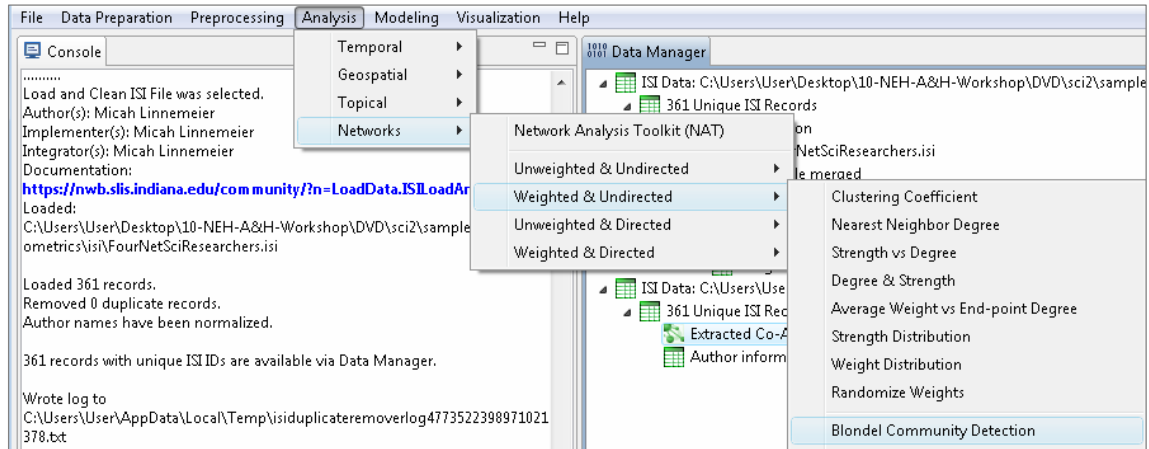 File Data Preparation Preprocessing Analysis Modeling Visualization Help
Console
..........
Load and Clean ISI File was selected.
Author(s): Micah Linnemeier
Implementer(s): Micah Linnemeier
Integrator(s): Micah Linnemeier
Documentation:
https://nwb.slis.indiana.edu/community/?n=LoadData.ISILoadAn
Loaded:
C:\Users\User\Desktop\10-NEH-A&H-Workshop\DVD\sci2\sample
ometrics\isi\FourNetSciResearchers.isi
Loaded 361 records.
Removed 0 duplicate records.
Author names have been normalized.
361 records with unique ISI IDs are available via Data Manager.
Wrote log to
C:\Users\User\AppData\Local\Temp\isiduplicateremoverlog4773522398971021
378.txt
Temporal
Geospatial
Topical
Networks
Network Analysis Toolkit (NAT)
Unweighted & Undirected
Weighted & Undirected
Unweighted & Directed
Weighted & Directed
Clustering Coefficient
Nearest Neighbor Degree
Strength vs Degree
Degree & Strength
Average Weight vs End-point Degree
Strength Distribution
Weight Distribution
Randomize Weights
Blondel Community Detection
Data Manager
ISI Data: C:\Users\User\Desktop\10-NEH-A&H-Workshop\DVD\sci2\sample
361 Unique ISI Records
on
NetSciResearchers.isi
le merged
ISI Data: C:\Users\Use
361 Unique ISI Rec
Extracted Co-A
Author inform